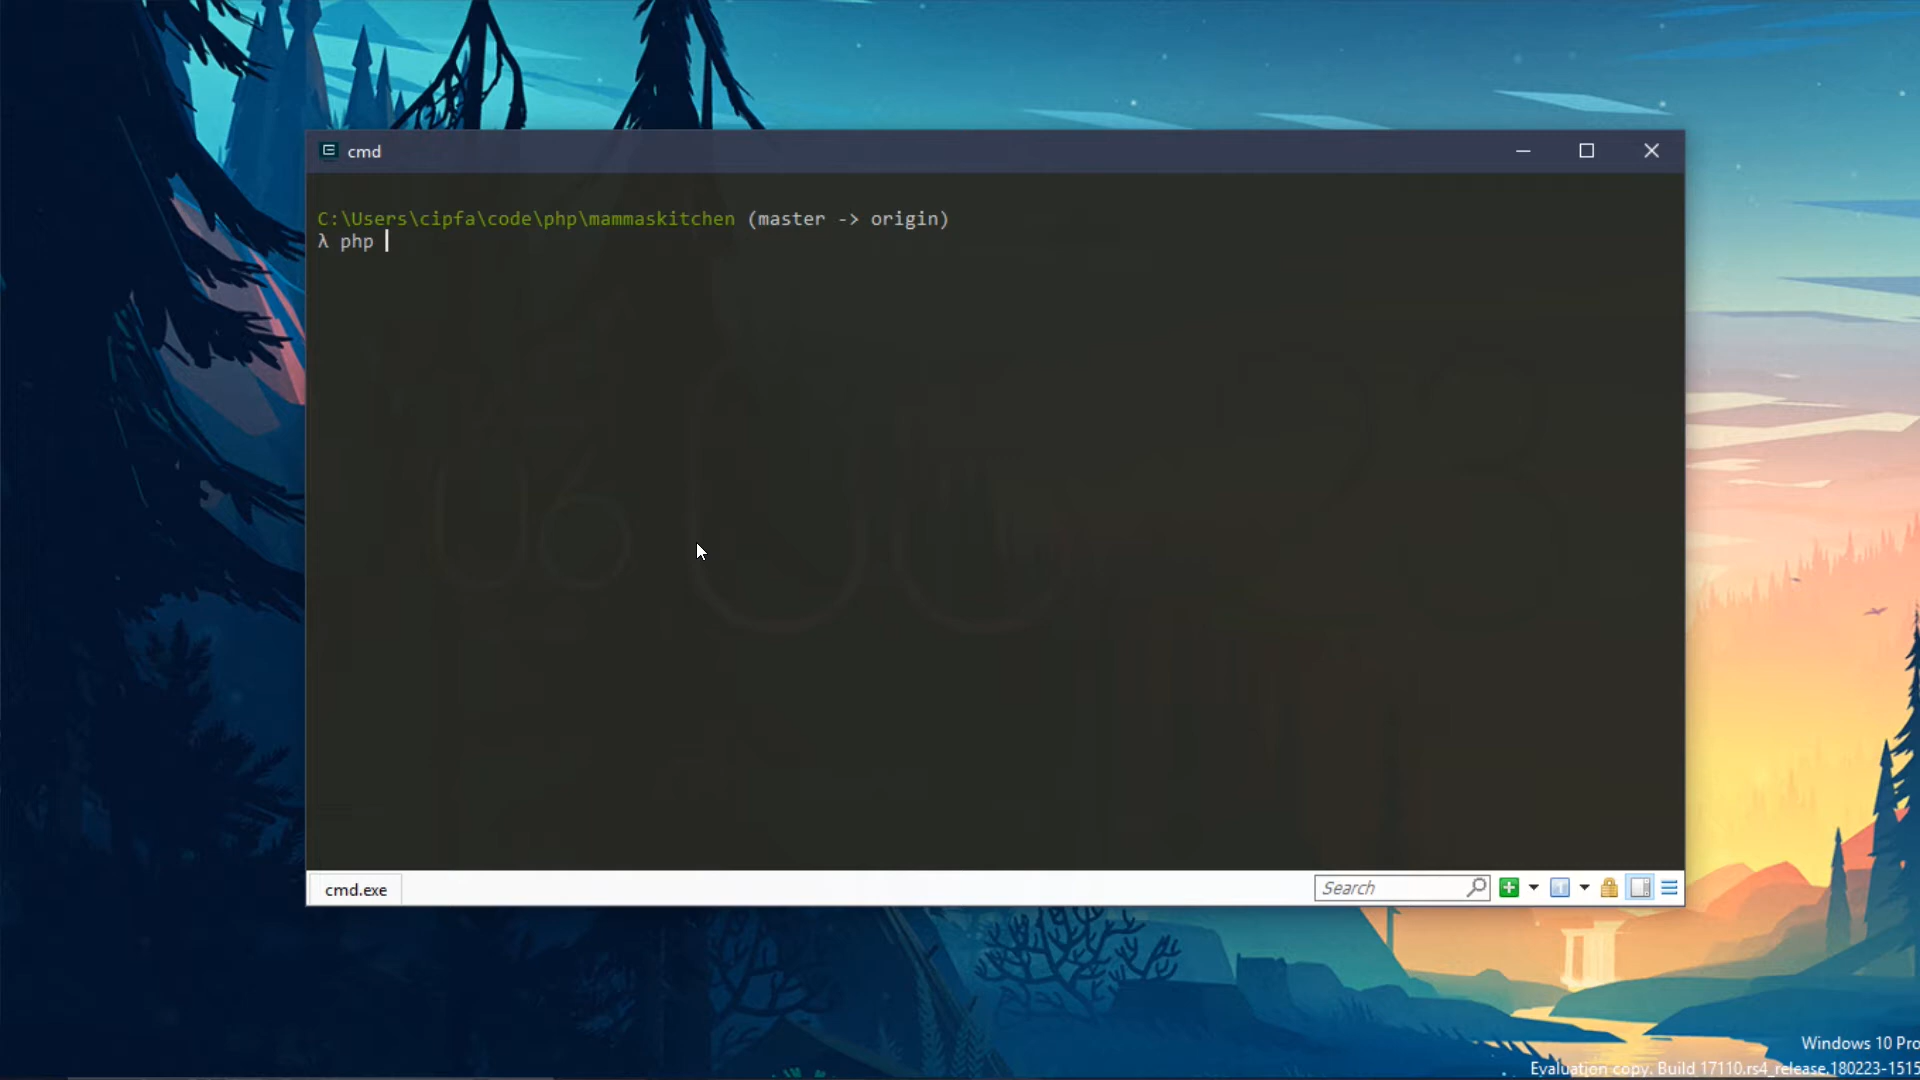 cmd
C:\Users\cipfa\code\php\mammaskitchen (master -> origin)
λ php
cmd.exe
Search
Windows 10 Pro
Evaluation copy. Build 17110.rs4_release.180223-1515